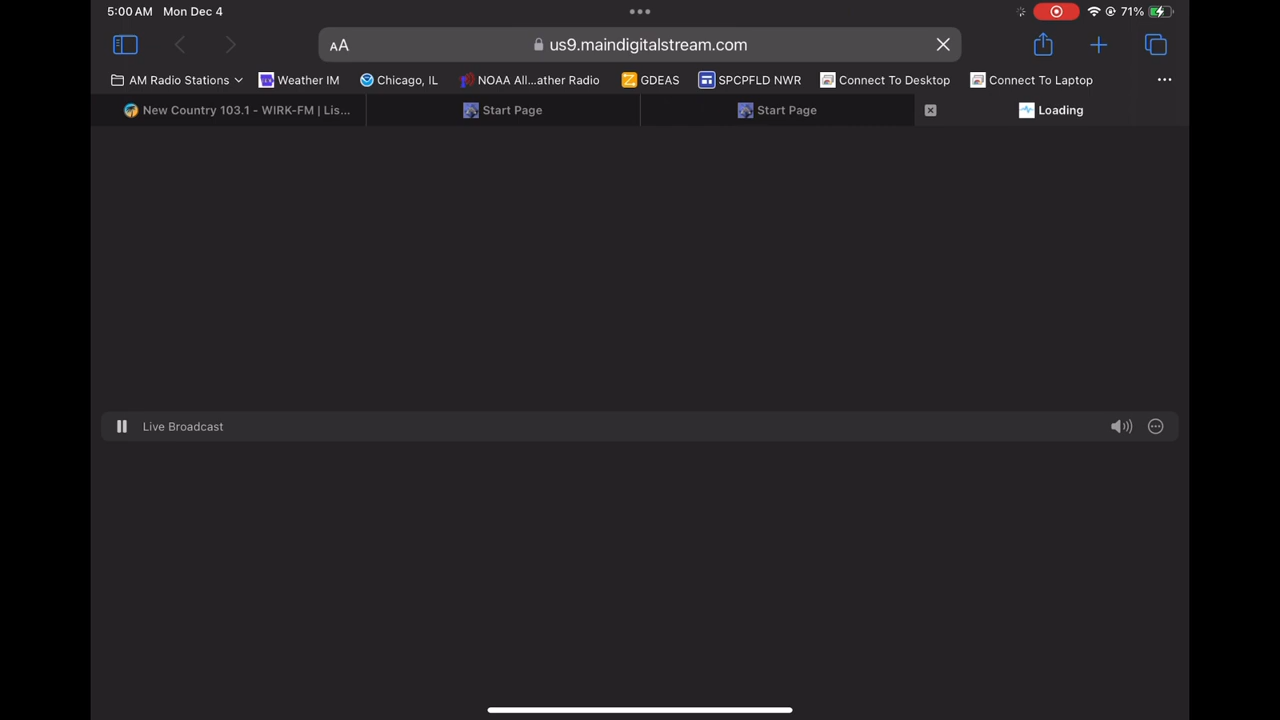 5:00 AM Mon Dec 4
71%
AA us9.maindigitalstream.com
AM Radio Stations Weather IM Chicago, IL NOAA All...ather Radio GDEAS SPCPFLD NWR Connect To Desktop Connect To Laptop
New Country 103.1 - WIRK-FM | Lis... Start Page Start Page Loading
Live Broadcast